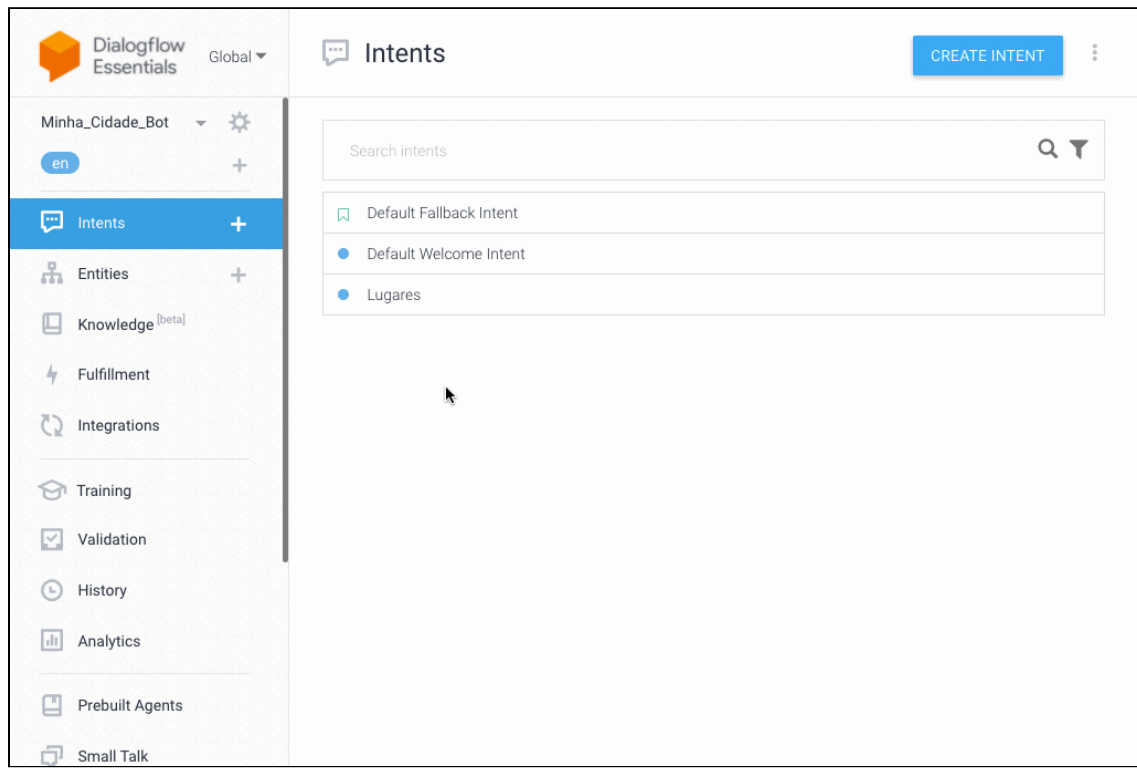 Dialogflow
Essentials
Global
Minha_Cidade_Bot
en
Intents
Entities
Knowledge [beta]
Fulfillment
Integrations
Training
Validation
History
Analytics
Prebuilt Agents
Small Talk
Intents
CREATE INTENT
Search intents
Default Fallback Intent
Default Welcome Intent
Lugares